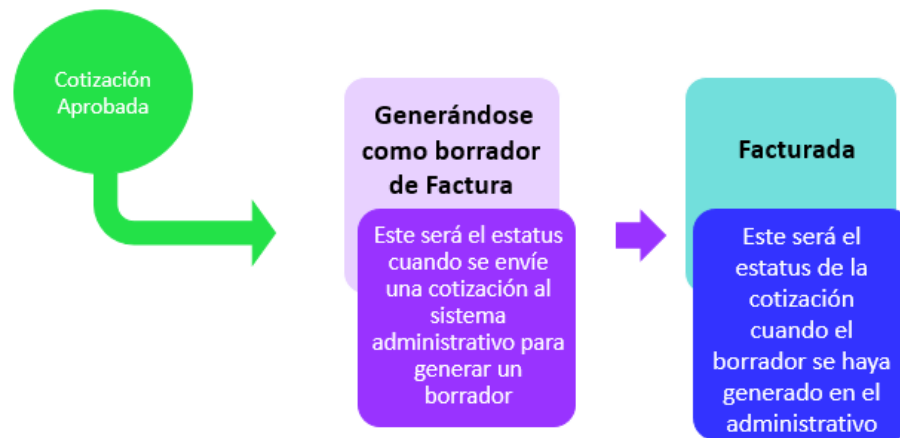 Cotización
Aprobada
Generándose
como borrador
de Factura
Este será el estatus
cuando se envíe
una cotización al
sistema
administrativo para
generar un
borrador
Facturada
Este será el
estatus de la
cotización
cuando el
borrador se haya
generado en el
administrativo